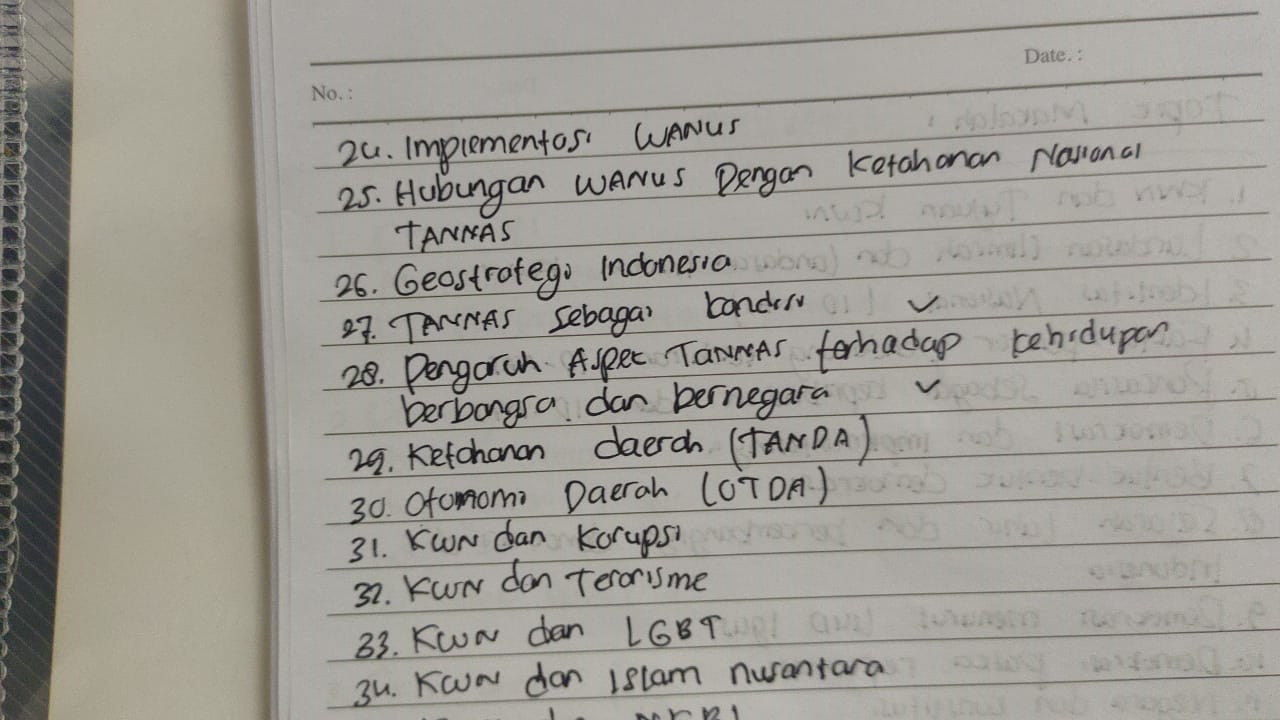 Date. :
No. :
24. Implementasi WANUS
25. Hubungan WANUS Dengan Ketahanan Nasional
TANNAS
26. Geostrategi Indonesia
27. TANNAS sebagai kondisi
28. Pengaruh Aspek TANNAS terhadap kehidupan
berbangsa dan bernegara
29. Ketahanan daerah (TANDA)
30. Otomomi Daerah (OTDA)
31. KWN dan Korupsi
32. KWN dan Terorisme
33. KWN dan LGBT
34. KWN dan Islam nusantara